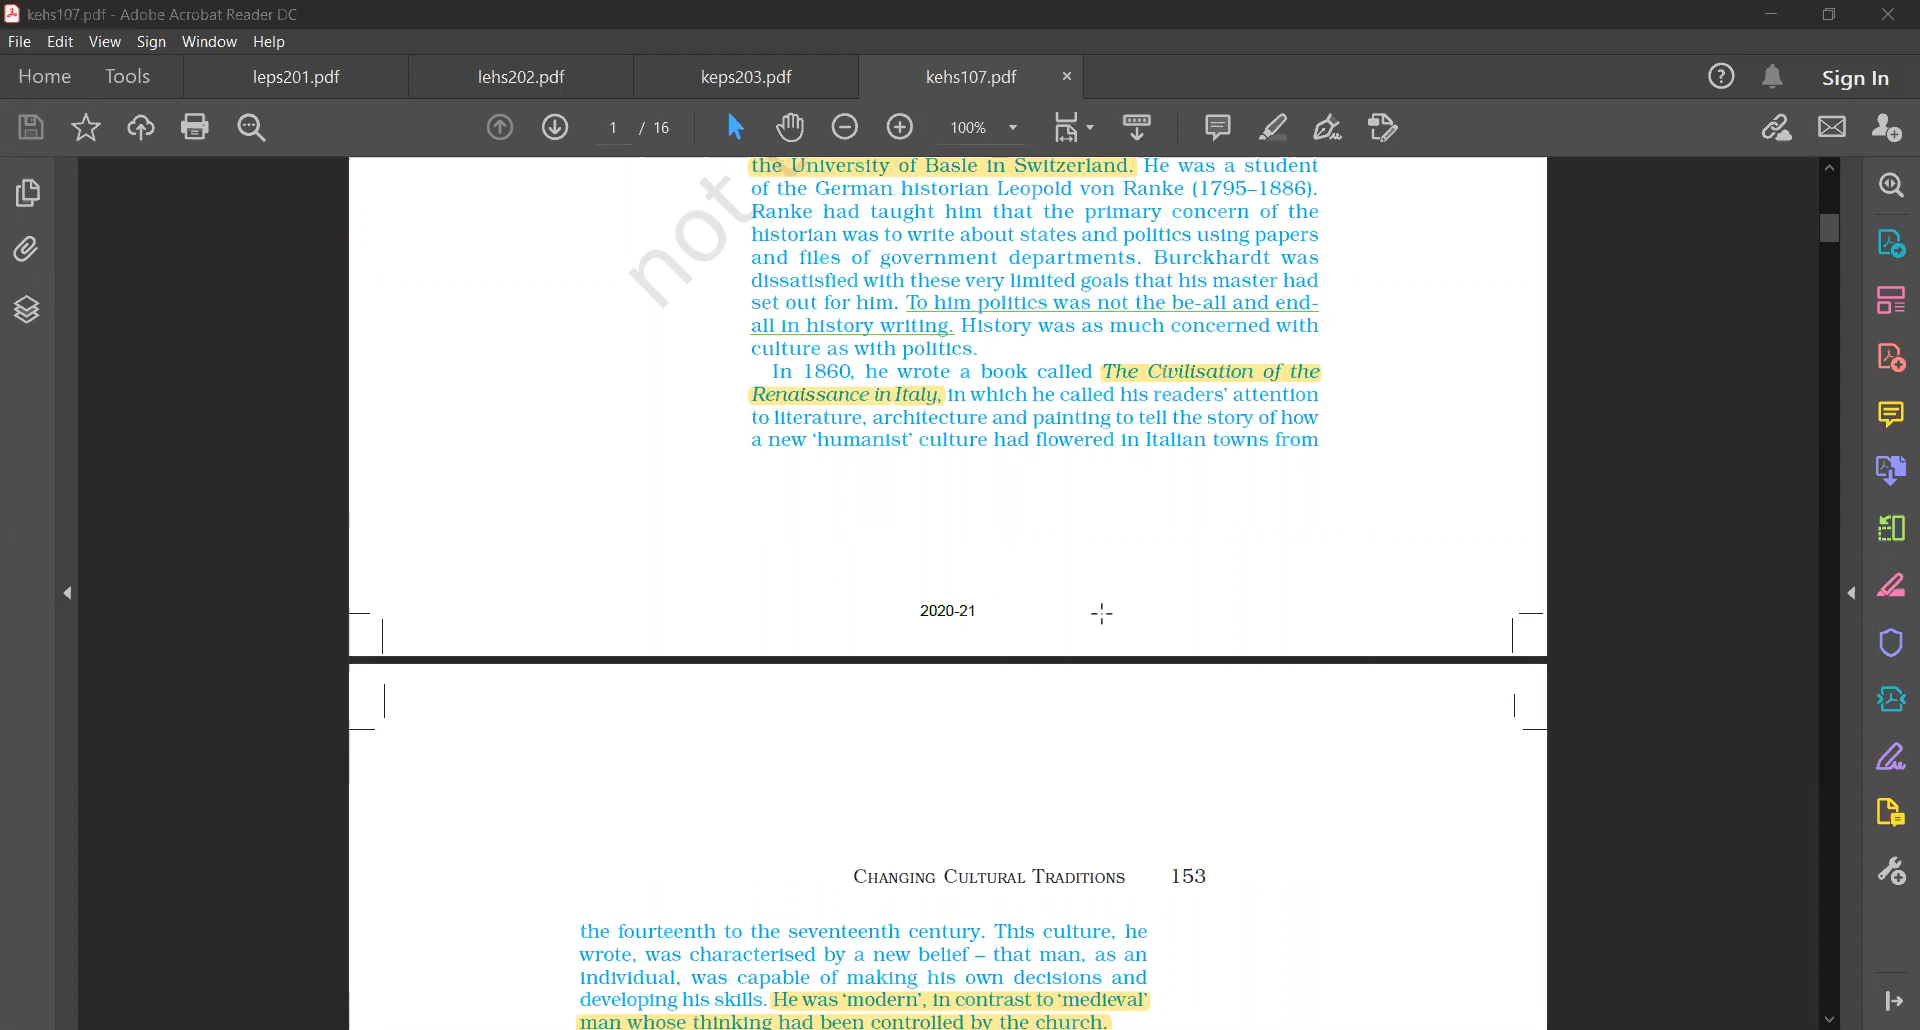 kehs107.pdf - Adobe Acrobat Reader DC
File Edit View Sign Window Help
Home Tools leps201.pdf lehs202.pdf keps203.pdf kehs107.pdf × Sign In
1 / 16 100%
not
the University of Basle in Switzerland. He was a student
of the German historian Leopold von Ranke (1795–1886).
Ranke had taught him that the primary concern of the
historian was to write about states and politics using papers
and files of government departments. Burckhardt was
dissatisfied with these very limited goals that his master had
set out for him. To him politics was not the be-all and end-
all in history writing. History was as much concerned with
culture as with politics.
In 1860, he wrote a book called The Civilisation of the
Renaissance in Italy, in which he called his readers’ attention
to literature, architecture and painting to tell the story of how
a new ‘humanist’ culture had flowered in Italian towns from
2020-21
CHANGING CULTURAL TRADITIONS 153
the fourteenth to the seventeenth century. This culture, he
wrote, was characterised by a new belief – that man, as an
individual, was capable of making his own decisions and
developing his skills. He was ‘modern’, in contrast to ‘medieval’
man whose thinking had been controlled by the church.